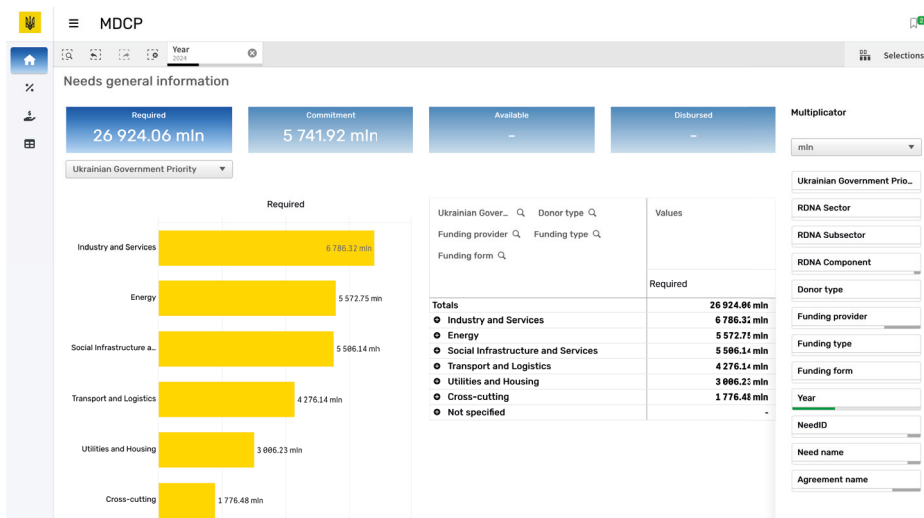 MDCP
2
Year
2024
Selections
Needs general information
Required
26 924.06 mln
Commitment
5 741.92 mln
Available
-
Disbursed
-
Multiplicator
mln
Ukrainian Government Priority
Required
Industry and Services
6 786.32 mln
Energy
5 572.75 mln
Social Infrastructure a...
5 506.14 mln
Transport and Logistics
4 276.14 mln
Utilities and Housing
3 006.23 mln
Cross-cutting
1 776.48 mln
Ukrainian Gover...
Donor type
Values
Funding provider
Funding type
Funding form
Required
Totals
26 924.06 mln
Industry and Services
6 786.32 mln
Energy
5 572.75 mln
Social Infrastructure and Services
5 506.14 mln
Transport and Logistics
4 276.14 mln
Utilities and Housing
3 006.23 mln
Cross-cutting
1 776.48 mln
Not specified
-
Ukrainian Government Prio...
RDNA Sector
RDNA Subsector
RDNA Component
Donor type
Funding provider
Funding type
Funding form
Year
NeedID
Need name
Agreement name